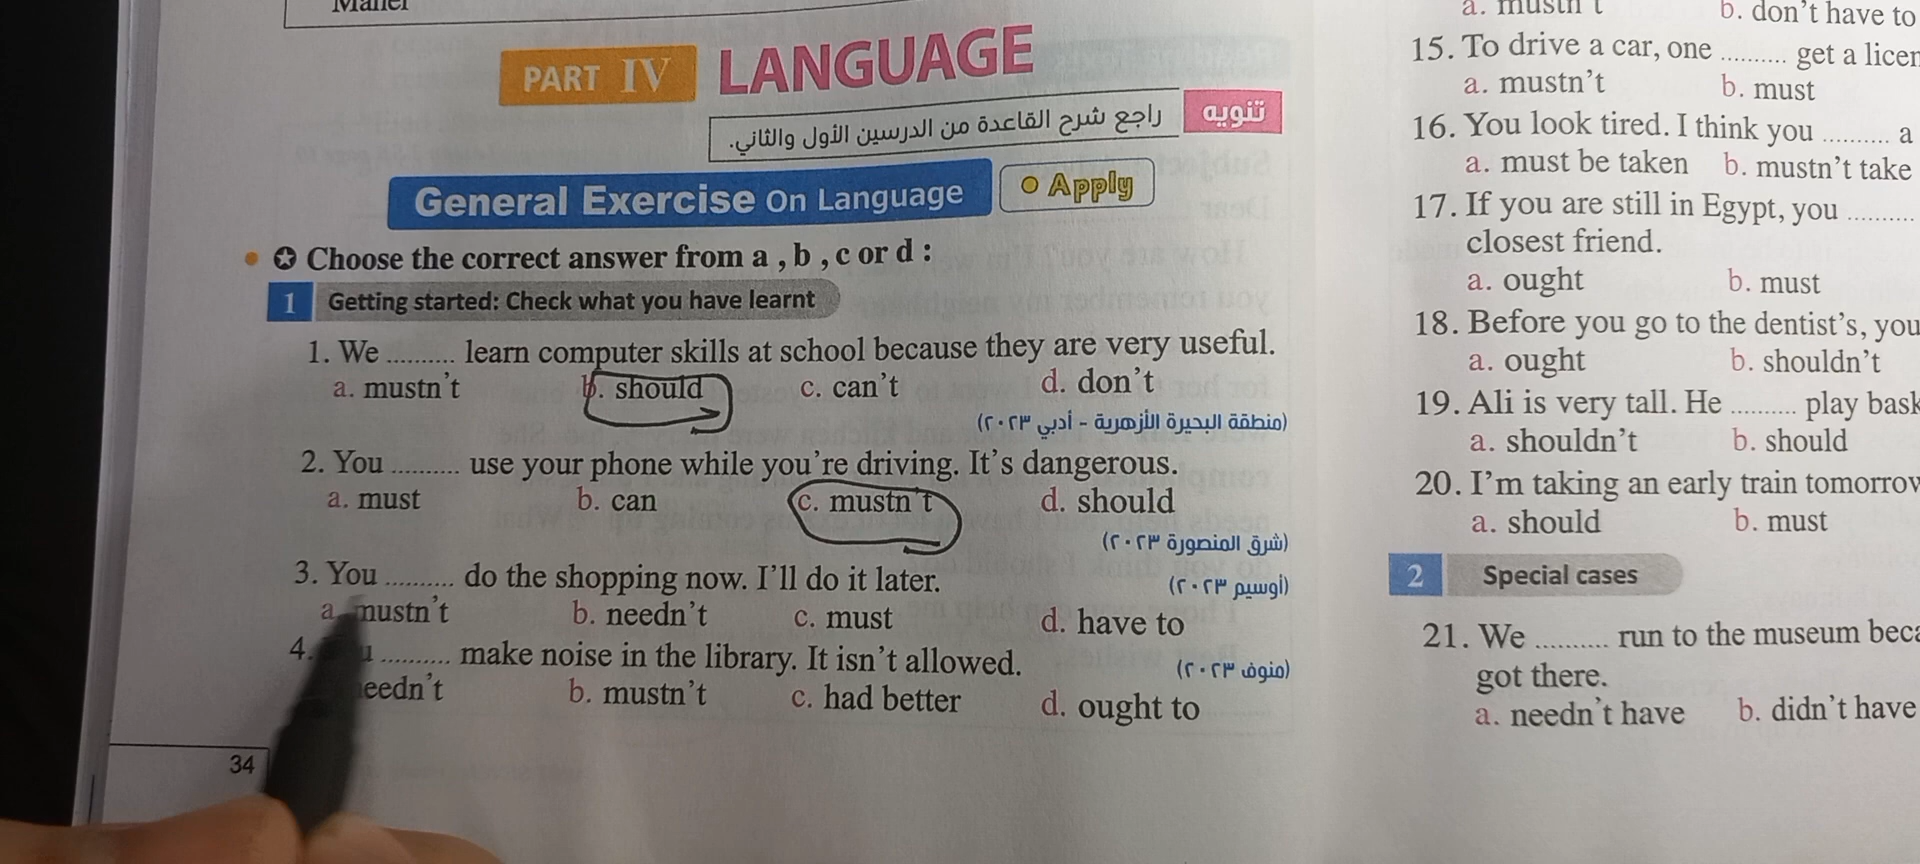 PART IV LANGUAGE
تنويه راجع شرح القاعدة من الدرسين الأول والثاني.
General Exercise On Language • Apply
Choose the correct answer from a , b , c or d :
1 Getting started: Check what you have learnt
1. We .......... learn computer skills at school because they are very useful.
a. mustn't b. should c. can't d. don't
(منطقة البحيرة الأزهرية - أدبي ٢٠٢٣)
2. You .......... use your phone while you're driving. It's dangerous.
a. must b. can c. mustn't d. should
(شرق المنصورة ٢٠٢٣)
3. You .......... do the shopping now. I'll do it later. (أوسيم ٢٠٢٣)
a. mustn't b. needn't c. must d. have to
4. .......... make noise in the library. It isn't allowed. (منوف ٢٠٢٣)
needn't b. mustn't c. had better d. ought to
34
a. mustn't b. don't have to
15. To drive a car, one .......... get a licen
a. mustn't b. must
16. You look tired. I think you .......... a
a. must be taken b. mustn't take
17. If you are still in Egypt, you ..........
closest friend.
a. ought b. must
18. Before you go to the dentist's, you
a. ought b. shouldn't
19. Ali is very tall. He .......... play bask
a. shouldn't b. should
20. I'm taking an early train tomorrow
a. should b. must
2 Special cases
21. We .......... run to the museum beca
got there.
a. needn't have b. didn't have